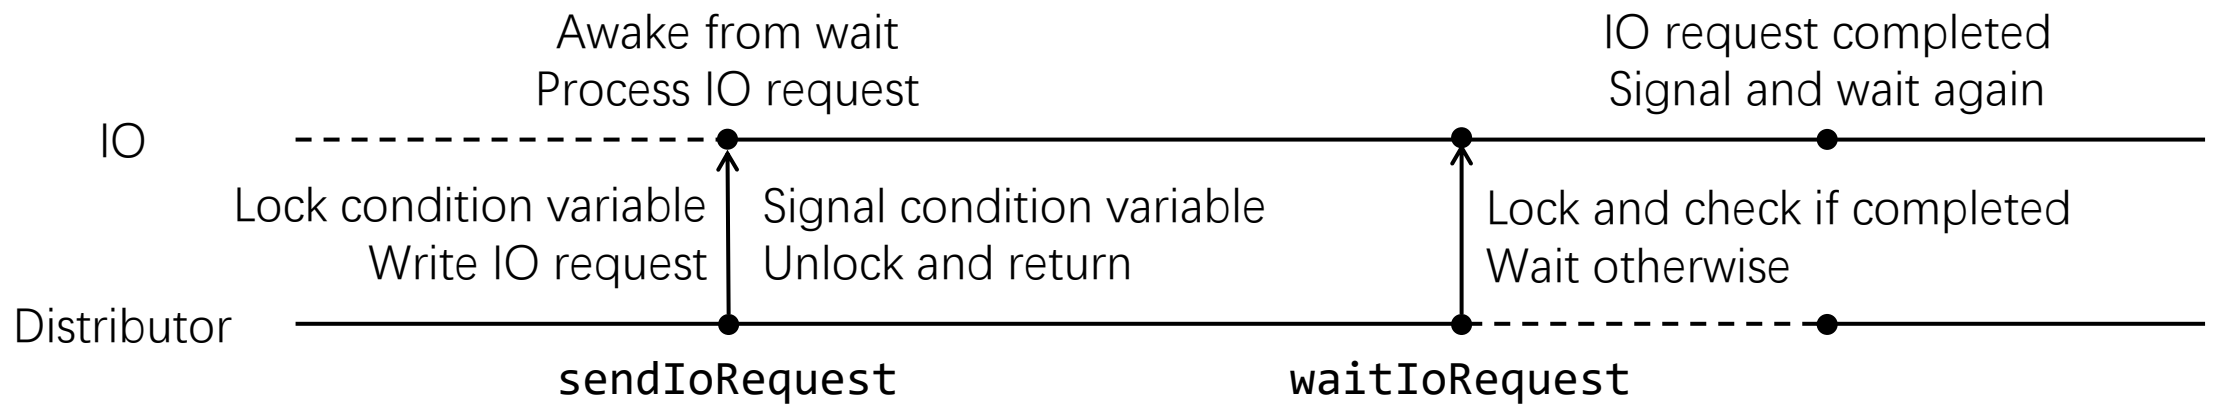 Awake from wait
Process IO request
IO request completed
Signal and wait again
IO
Lock condition variable
Write IO request
Signal condition variable
Unlock and return
Lock and check if completed
Wait otherwise
Distributor
sendIoRequest
waitIoRequest